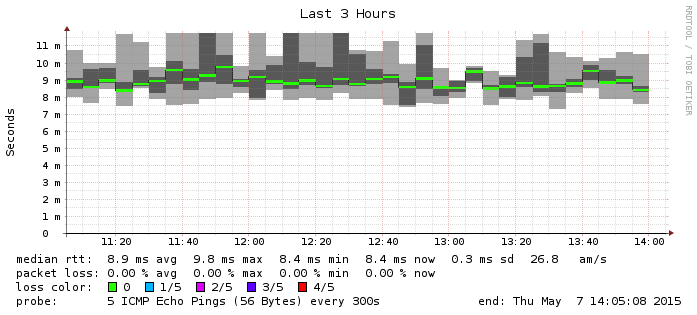 Last 3 Hours
RRDTOOL / TOBI OETIKER
Seconds
11 m
10 m
9 m
8 m
7 m
6 m
5 m
4 m
3 m
2 m
1 m
0
11:20 11:40 12:00 12:20 12:40 13:00 13:20 13:40 14:00
median rtt: 8.9 ms avg 9.8 ms max 8.4 ms min 8.4 ms now 0.3 ms sd 26.8 am/s
packet loss: 0.00 % avg 0.00 % max 0.00 % min 0.00 % now
loss color: 0 1/5 2/5 3/5 4/5
probe: 5 ICMP Echo Pings (56 Bytes) every 300s end: Thu May 7 14:05:08 2015